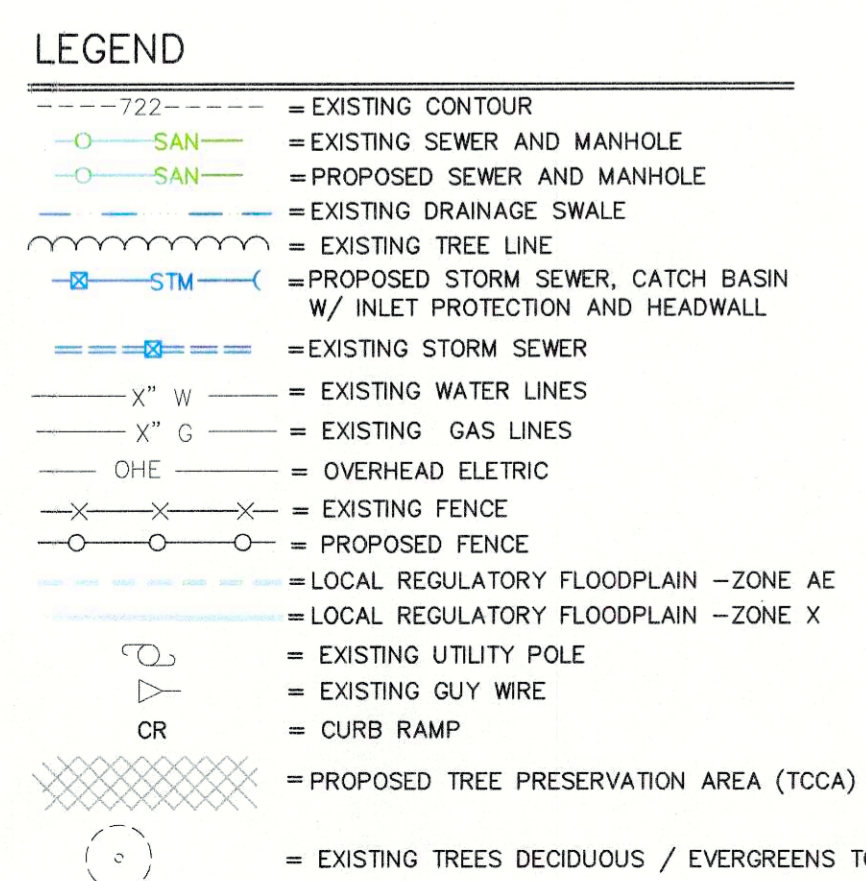 LEGEND
----722----- = EXISTING CONTOUR
SAN = EXISTING SEWER AND MANHOLE
SAN = PROPOSED SEWER AND MANHOLE
= EXISTING DRAINAGE SWALE
= EXISTING TREE LINE
STM = PROPOSED STORM SEWER, CATCH BASIN
W/ INLET PROTECTION AND HEADWALL
= EXISTING STORM SEWER
X" W = EXISTING WATER LINES
X" G = EXISTING GAS LINES
OHE = OVERHEAD ELETRIC
= EXISTING FENCE
= PROPOSED FENCE
= LOCAL REGULATORY FLOODPLAIN -ZONE AE
= LOCAL REGULATORY FLOODPLAIN -ZONE X
= EXISTING UTILITY POLE
= EXISTING GUY WIRE
CR = CURB RAMP
= PROPOSED TREE PRESERVATION AREA (TCCA)
= EXISTING TREES DECIDUOUS / EVERGREENS